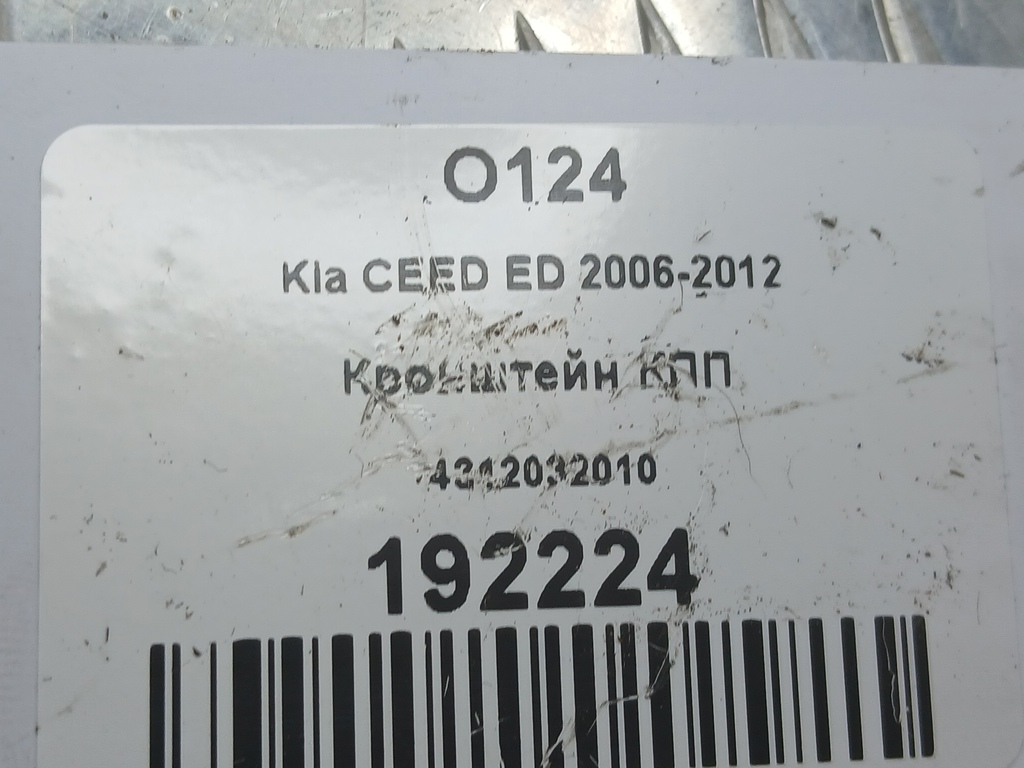 O124
Kia CEED ED 2006-2012
Кронштейн КПП
4312032010
192224